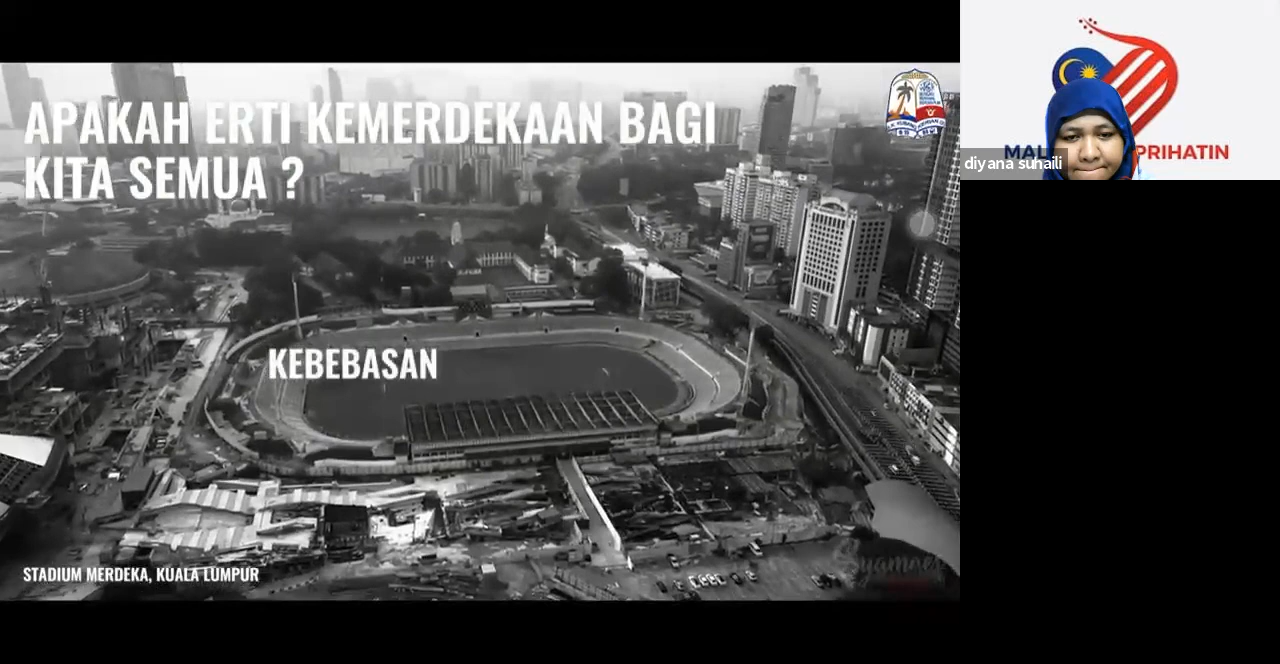 APAKAH ERTI KEMERDEKAAN BAGI
KITA SEMUA ?
KEBEBASAN
STADIUM MERDEKA, KUALA LUMPUR
diyana suhaili
PRIHATIN